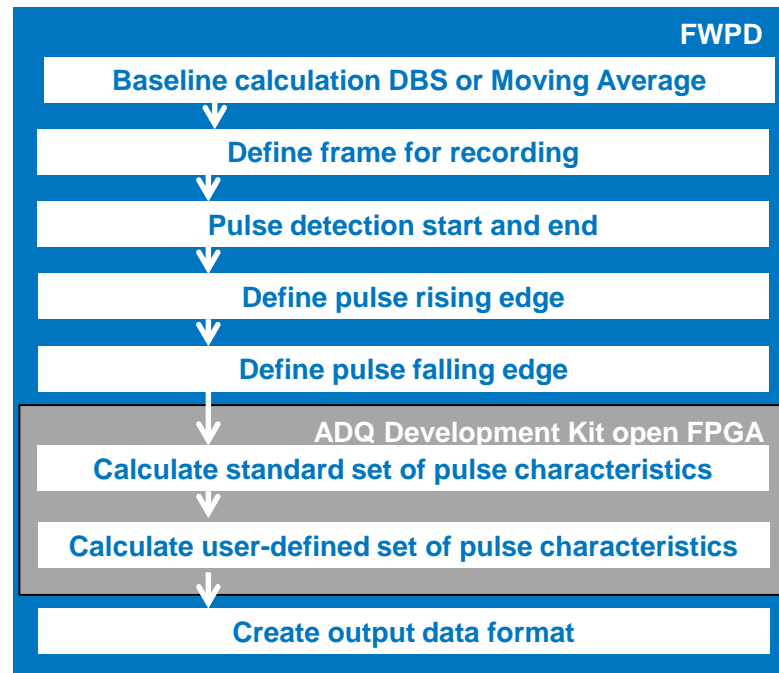 FWPD
Baseline calculation DBS or Moving Average
Define frame for recording
Pulse detection start and end
Define pulse rising edge
Define pulse falling edge
ADQ Development Kit open FPGA
Calculate standard set of pulse characteristics
Calculate user-defined set of pulse characteristics
Create output data format